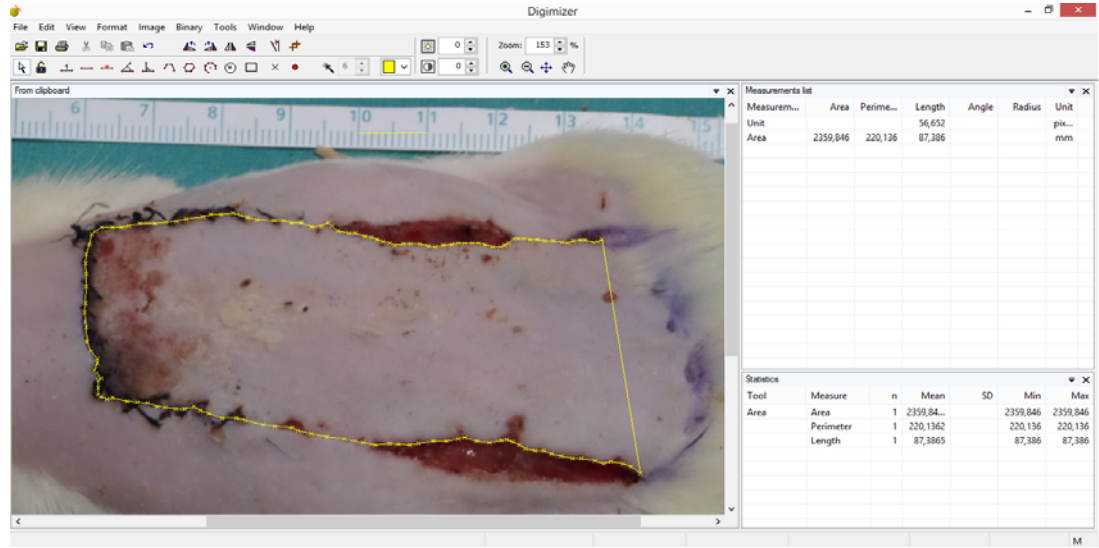 Digimizer
File Edit View Format Image Binary Tools Window Help
0 Zoom: 153 %
6 0
From clipboard
6 7 8 9 10 11 12 13 14 15
Measurements list
Measurem... Area Perime... Length Angle Radius Unit
Unit 56,652 pix...
Area 2359,846 220,136 87,386 mm
Statistics
Tool Measure n Mean SD Min Max
Area Area 1 2359,84... 2359,846 2359,846
Perimeter 1 220,1362 220,136 220,136
Length 1 87,3865 87,386 87,386
M